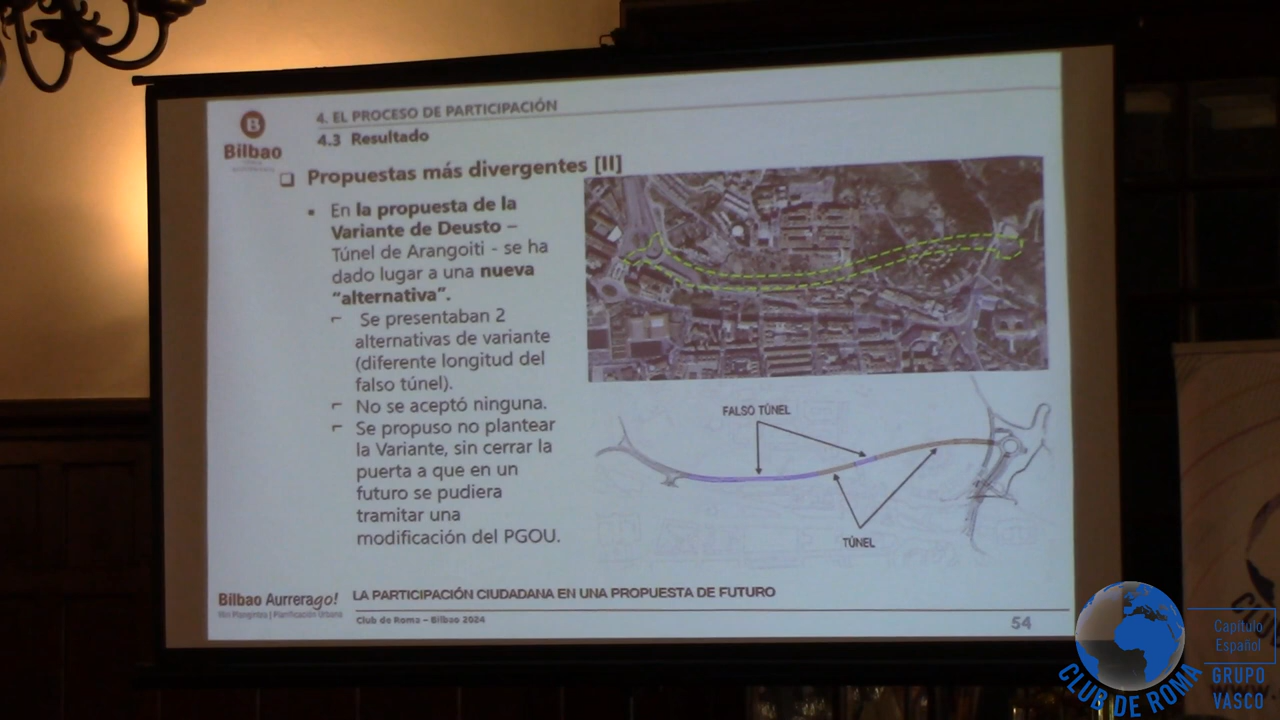 4. EL PROCESO DE PARTICIPACIÓN
4.3 Resultado
Bilbao
Propuestas más divergentes [II]
En la propuesta de la
Variante de Deusto –
Túnel de Arangoiti - se ha
dado lugar a una nueva
“alternativa”.
Se presentaban 2
alternativas de variante
(diferente longitud del
falso túnel).
No se aceptó ninguna.
Se propuso no plantear
la Variante, sin cerrar la
puerta a que en un
futuro se pudiera
tramitar una
modificación del PGOU.
FALSO TÚNEL
TÚNEL
Bilbao Aurrerago!
LA PARTICIPACIÓN CIUDADANA EN UNA PROPUESTA DE FUTURO
Club de Roma – Bilbao 2024
54
CLUB DE ROMA
Capítulo
Español
GRUPO
VASCO